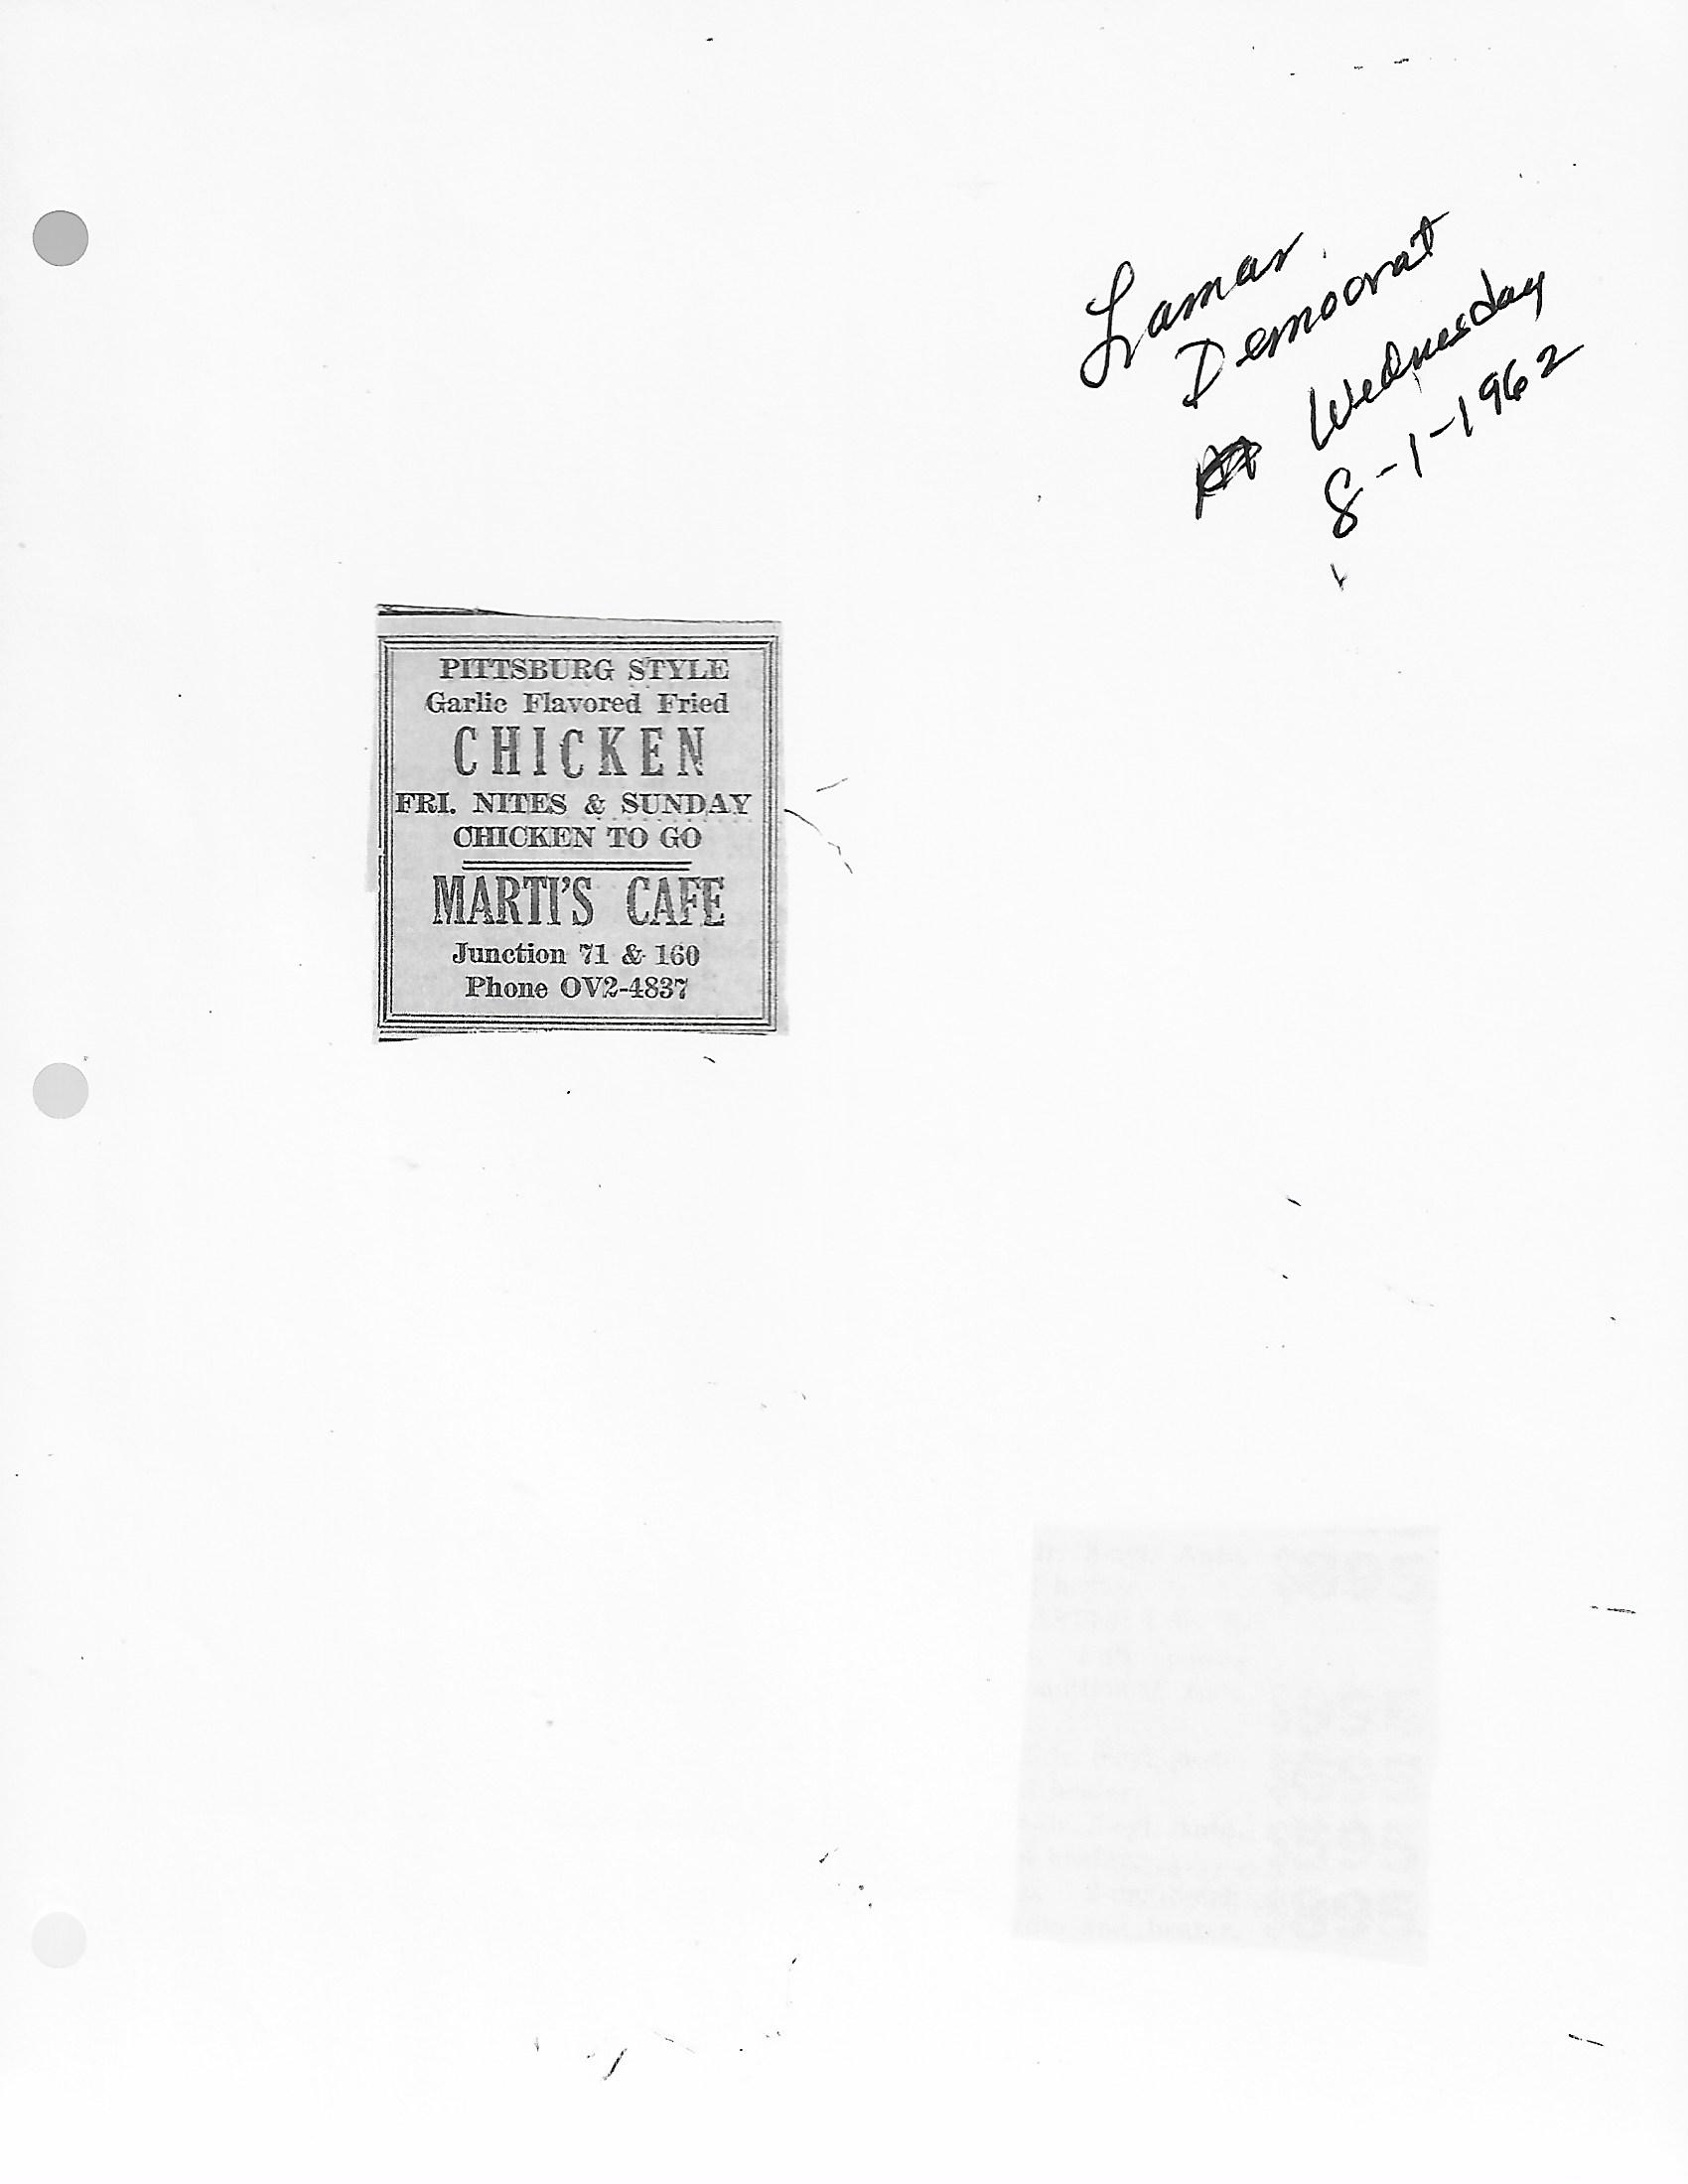 Lamar
Democrat
Wednesday
8-1-1962
PITTSBURG STYLE
Garlic Flavored Fried
CHICKEN
FRI. NITES & SUNDAY
CHICKEN TO GO
MARTI'S CAFE
Junction 71 & 160
Phone OV2-4837